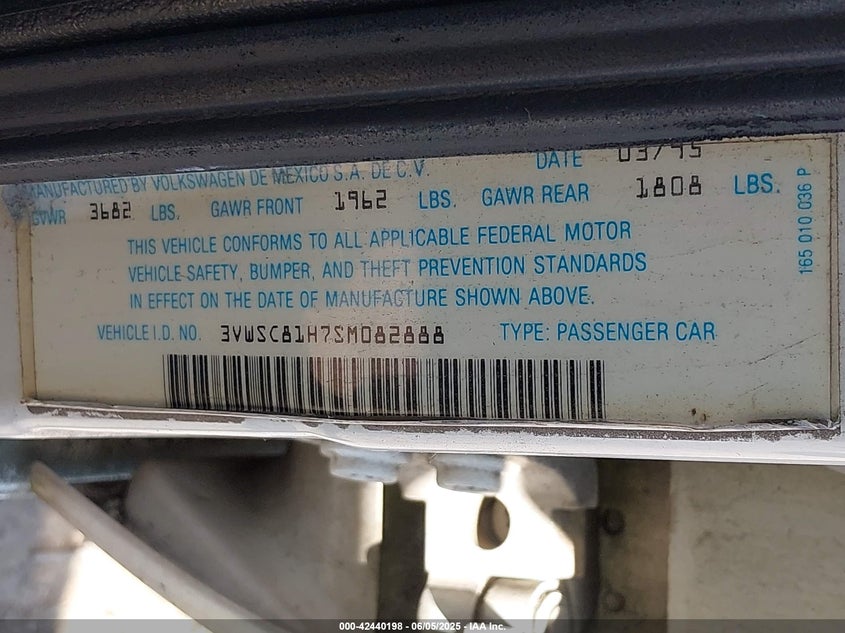 DATE 03/95
MANUFACTURED BY VOLKSWAGEN DE MEXICO S.A. DE C.V.
GVWR 3682 LBS. GAWR FRONT 1962 LBS. GAWR REAR 1808 LBS.
THIS VEHICLE CONFORMS TO ALL APPLICABLE FEDERAL MOTOR
VEHICLE SAFETY, BUMPER, AND THEFT PREVENTION STANDARDS
IN EFFECT ON THE DATE OF MANUFACTURE SHOWN ABOVE.
VEHICLE I.D. NO. 3VWSC81H7SM082888 TYPE: PASSENGER CAR
165 010 036 P
000-42440198 - 06/05/2025 - IAA Inc.